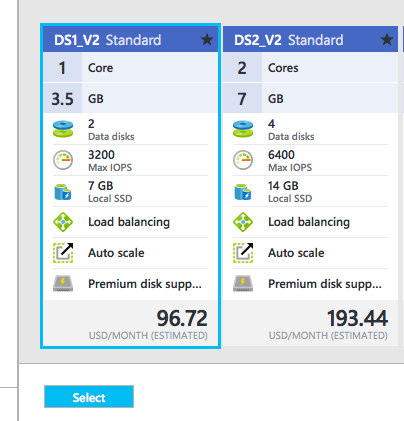 DS1_V2 Standard
1 Core
3.5 GB
2
Data disks
3200
Max IOPS
7 GB
Local SSD
Load balancing
Auto scale
Premium disk supp...
96.72
USD/MONTH (ESTIMATED)
DS2_V2 Standard
2 Cores
7 GB
4
Data disks
6400
Max IOPS
14 GB
Local SSD
Load balancing
Auto scale
Premium disk supp...
193.44
USD/MONTH (ESTIMATED)
Select